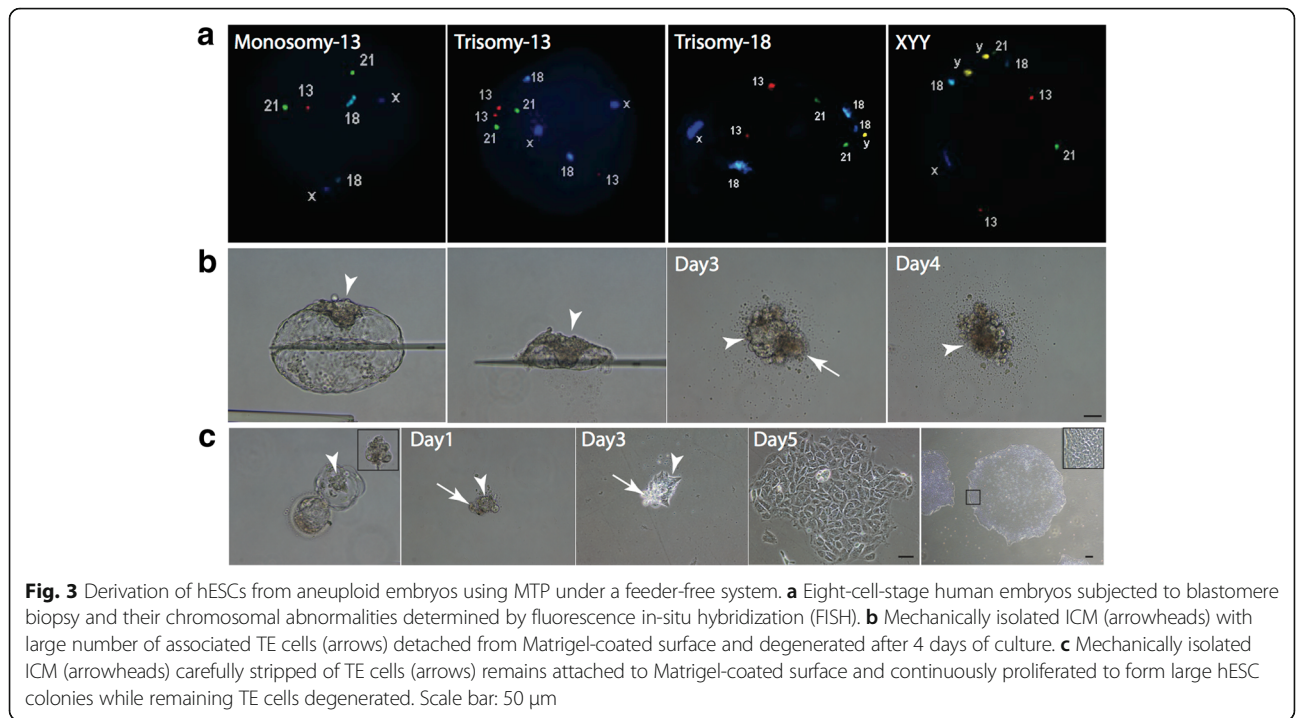 a
Monosomy-13
21
21
13
18
x
18
x
Trisomy-13
18
13
13
21
21
x
x
18
13
Trisomy-18
13
21
18
18
y
21
x
13
18
XYY
y
y
21
18
18
13
21
x
13
b
Day3
Day4
c
Day1
Day3
Day5
Fig. 3 Derivation of hESCs from aneuploid embryos using MTP under a feeder-free system. a Eight-cell-stage human embryos subjected to blastomere
biopsy and their chromosomal abnormalities determined by fluorescence in-situ hybridization (FISH). b Mechanically isolated ICM (arrowheads) with
large number of associated TE cells (arrows) detached from Matrigel-coated surface and degenerated after 4 days of culture. c Mechanically isolated
ICM (arrowheads) carefully stripped of TE cells (arrows) remains attached to Matrigel-coated surface and continuously proliferated to form large hESC
colonies while remaining TE cells degenerated. Scale bar: 50 μm